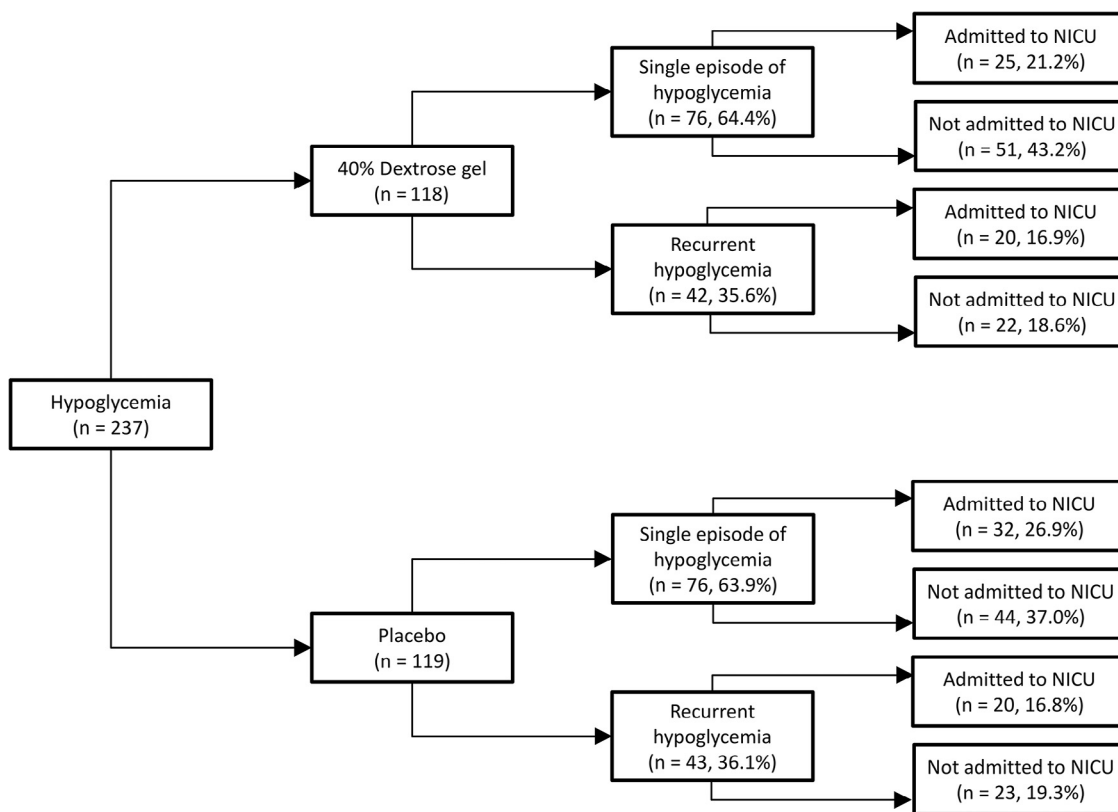 Hypoglycemia
(n = 237)
40% Dextrose gel
(n = 118)
Single episode of
hypoglycemia
(n = 76, 64.4%)
Admitted to NICU
(n = 25, 21.2%)
Not admitted to NICU
(n = 51, 43.2%)
Recurrent
hypoglycemia
(n = 42, 35.6%)
Admitted to NICU
(n = 20, 16.9%)
Not admitted to NICU
(n = 22, 18.6%)
Placebo
(n = 119)
Single episode of
hypoglycemia
(n = 76, 63.9%)
Admitted to NICU
(n = 32, 26.9%)
Not admitted to NICU
(n = 44, 37.0%)
Recurrent
hypoglycemia
(n = 43, 36.1%)
Admitted to NICU
(n = 20, 16.8%)
Not admitted to NICU
(n = 23, 19.3%)